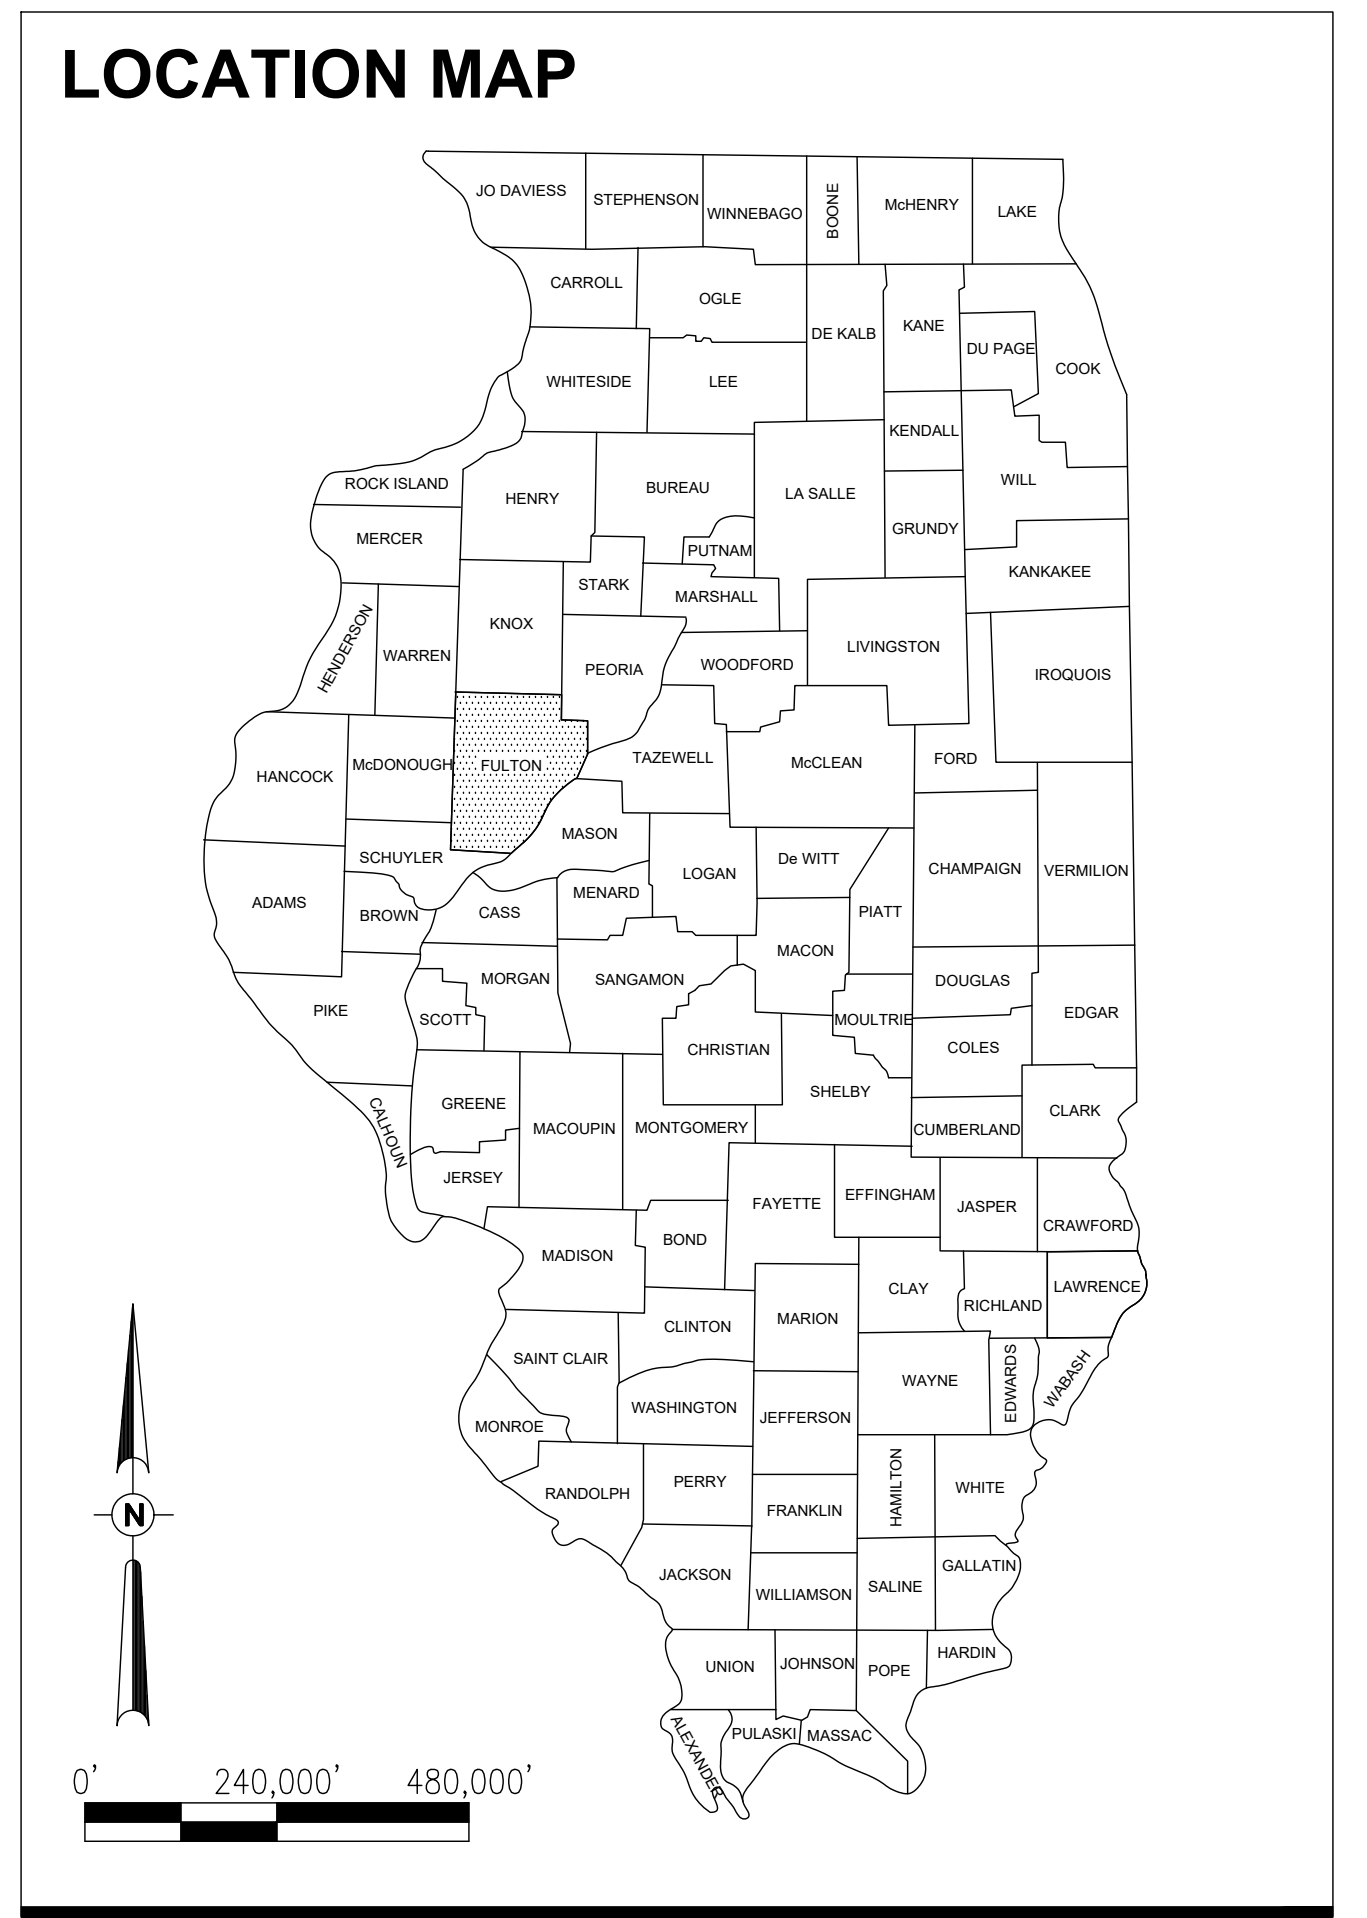 LOCATION MAP
JO DAVIESS
STEPHENSON
WINNEBAGO
BOONE
McHENRY
LAKE
CARROLL
OGLE
DE KALB
KANE
DU PAGE
COOK
WHITESIDE
LEE
KENDALL
ROCK ISLAND
HENRY
BUREAU
LA SALLE
WILL
MERCER
PUTNAM
GRUNDY
KANKAKEE
STARK
MARSHALL
HENDERSON
WARREN
KNOX
PEORIA
WOODFORD
LIVINGSTON
IROQUOIS
HANCOCK
McDONOUGH
FULTON
TAZEWELL
McCLEAN
FORD
SCHUYLER
MASON
ADAMS
BROWN
CASS
MENARD
LOGAN
De WITT
PIATT
CHAMPAIGN
VERMILION
PIKE
SCOTT
MORGAN
SANGAMON
MACON
MOULTRIE
DOUGLAS
EDGAR
CHRISTIAN
COLES
CALHOUN
GREENE
MACOUPIN
MONTGOMERY
SHELBY
CUMBERLAND
CLARK
JERSEY
FAYETTE
EFFINGHAM
JASPER
CRAWFORD
MADISON
BOND
CLAY
RICHLAND
LAWRENCE
SAINT CLAIR
CLINTON
MARION
WAYNE
EDWARDS
WABASH
MONROE
WASHINGTON
JEFFERSON
RANDOLPH
PERRY
FRANKLIN
HAMILTON
WHITE
JACKSON
WILLIAMSON
SALINE
GALLATIN
UNION
JOHNSON
POPE
HARDIN
ALEXANDER
PULASKI
MASSAC
N
0'
240,000'
480,000'